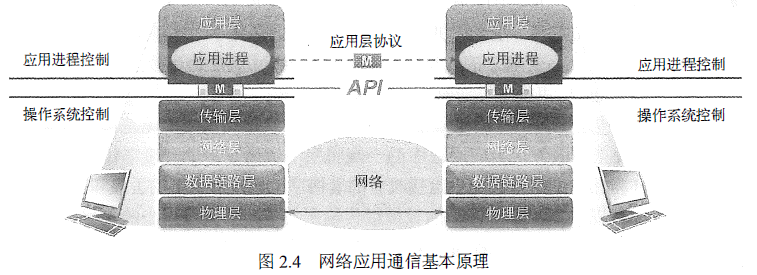 应用层
应用层
应用层协议
应用进程
M
应用进程
应用进程控制
应用进程控制
M
API
M
操作系统控制
传输层
传输层
操作系统控制
网络层
网络层
数据链路层
网络
数据链路层
物理层
物理层
图 2.4 网络应用通信基本原理